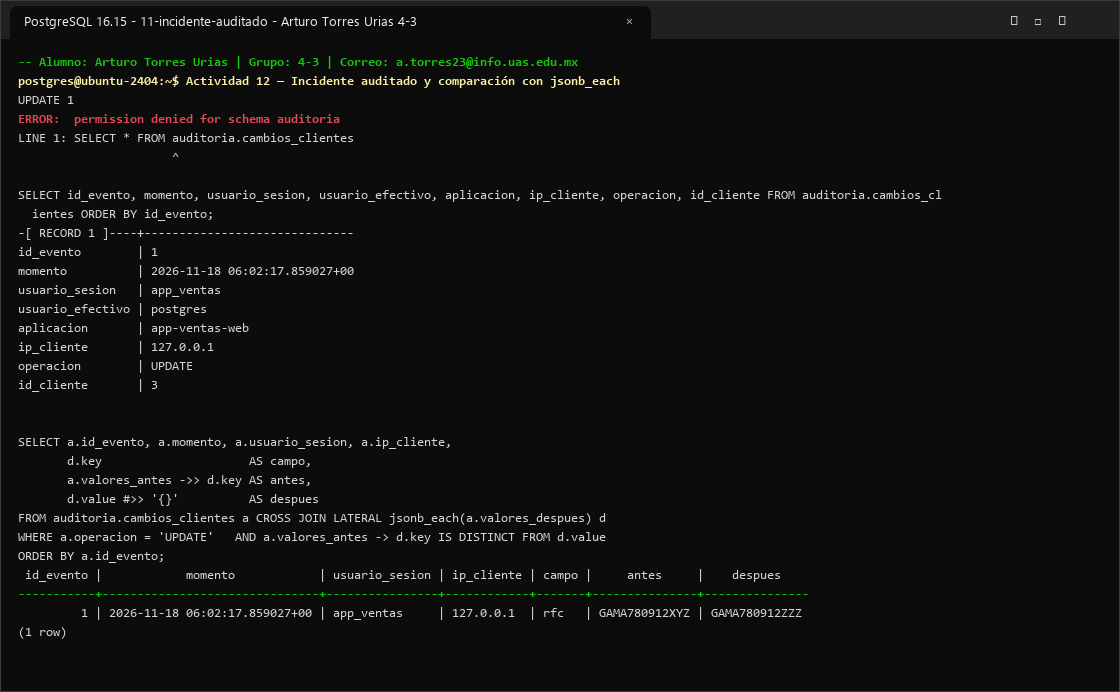 PostgreSQL 16.15 - 11-incidente-auditado - Arturo Torres Urias 4-3
-- Alumno: Arturo Torres Urias | Grupo: 4-3 | Correo: a.torres23@info.uas.edu.mx
postgres@ubuntu-2404:~$ Actividad 12 — Incidente auditado y comparación con jsonb_each
UPDATE 1
ERROR:  permission denied for schema auditoria
LINE 1: SELECT * FROM auditoria.cambios_clientes
                      ^
SELECT id_evento, momento, usuario_sesion, usuario_efectivo, aplicacion, ip_cliente, operacion, id_cliente FROM auditoria.cambios_cl
  ientes ORDER BY id_evento;
-[ RECORD 1 ]----+------------------------------
id_evento        | 1
momento          | 2026-11-18 06:02:17.859027+00
usuario_sesion   | app_ventas
usuario_efectivo | postgres
aplicacion       | app-ventas-web
ip_cliente       | 127.0.0.1
operacion        | UPDATE
id_cliente       | 3
SELECT a.id_evento, a.momento, a.usuario_sesion, a.ip_cliente,
       d.key                     AS campo,
       a.valores_antes ->> d.key AS antes,
       d.value #>> '{}'          AS despues
FROM auditoria.cambios_clientes a CROSS JOIN LATERAL jsonb_each(a.valores_despues) d
WHERE a.operacion = 'UPDATE'   AND a.valores_antes -> d.key IS DISTINCT FROM d.value
ORDER BY a.id_evento;
 id_evento |            momento            | usuario_sesion | ip_cliente | campo |     antes     |    despues
-----------+-------------------------------+----------------+------------+-------+---------------+---------------
         1 | 2026-11-18 06:02:17.859027+00 | app_ventas     | 127.0.0.1  | rfc   | GAMA780912XYZ | GAMA780912ZZZ
(1 row)